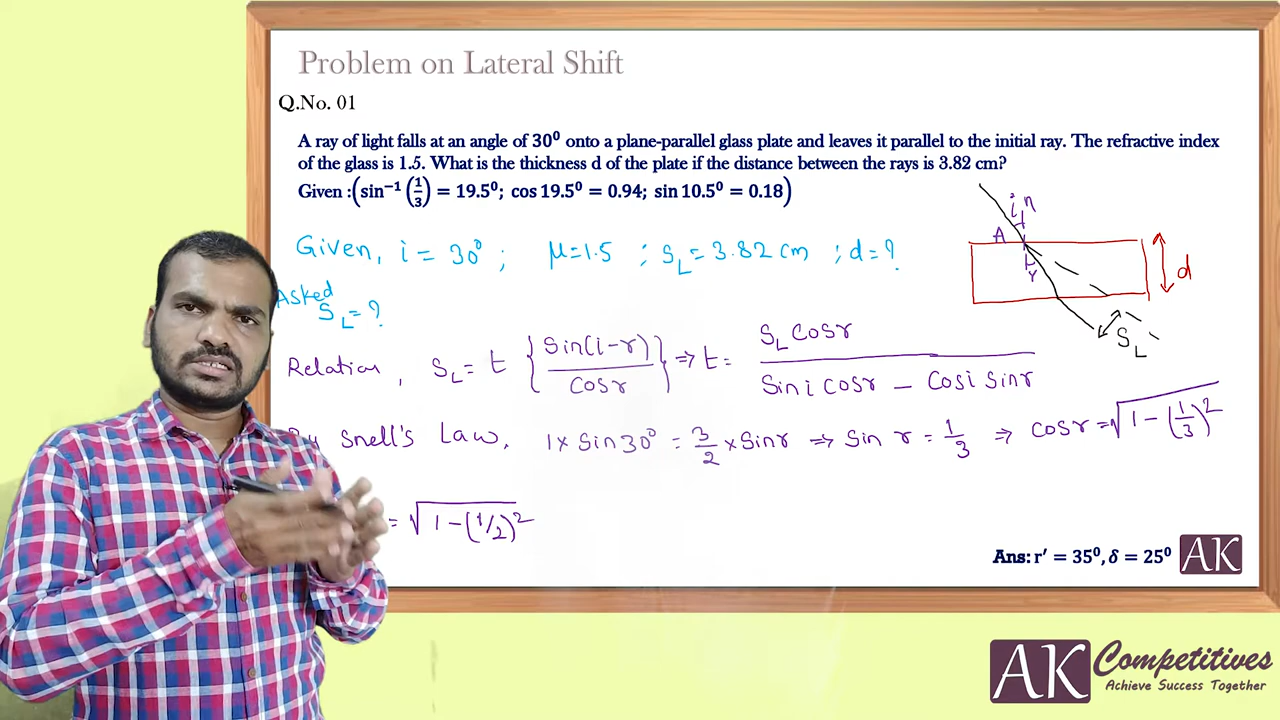 Problem on Lateral Shift
Q.No. 01
A ray of light falls at an angle of 30⁰ onto a plane-parallel glass plate and leaves it parallel to the initial ray. The refractive index
of the glass is 1.5. What is the thickness d of the plate if the distance between the rays is 3.82 cm?
Given :(sin⁻¹(1/3) = 19.5⁰; cos 19.5⁰ = 0.94; sin 10.5⁰ = 0.18)
Given, i = 30⁰ ; μ=1.5 ; S_L = 3.82 cm ; d=?
Asked
S_L = ?
i
A
r
d
S_L
Relation, S_L = t {Sin(i-r)/Cosr} ⇒ t = S_L Cosr / Sini Cosr − Cosi Sinr
Snell's Law, 1 x Sin30⁰ = 3/2 x Sinr ⇒ Sin r = 1/3 ⇒ Cosr = √1 − (1/3)²
= √1 − (1/2)²
Ans: r′ = 35⁰, δ = 25⁰
AK
AK Competitives
Achieve Success Together